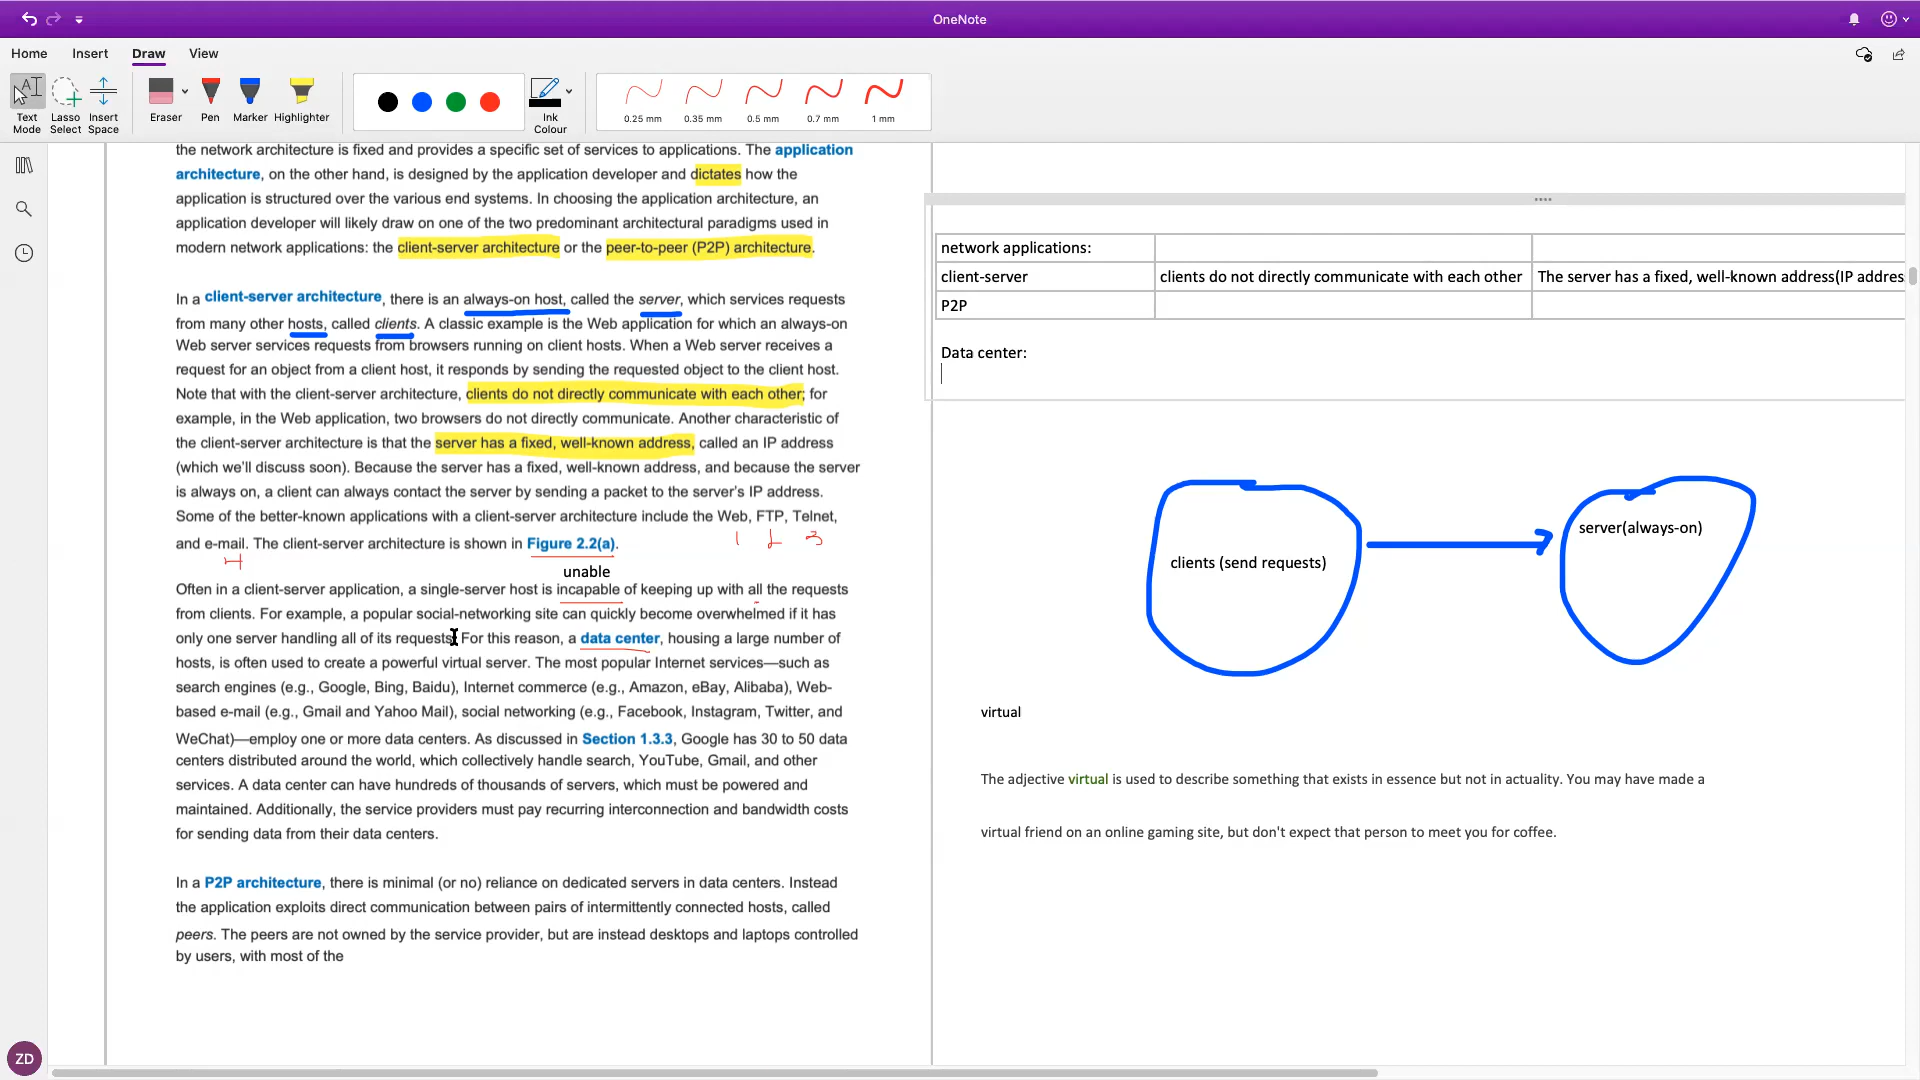 OneNote
Home Insert Draw View
Text Mode
Lasso Select
Insert Space
Eraser
Pen
Marker
Highlighter
Ink Colour
0.25 mm
0.35 mm
0.5 mm
0.7 mm
1 mm
the network architecture is fixed and provides a specific set of services to applications. The application
architecture, on the other hand, is designed by the application developer and dictates how the
application is structured over the various end systems. In choosing the application architecture, an
application developer will likely draw on one of the two predominant architectural paradigms used in
modern network applications: the client-server architecture or the peer-to-peer (P2P) architecture.
In a client-server architecture, there is an always-on host, called the server, which services requests
from many other hosts, called clients. A classic example is the Web application for which an always-on
Web server services requests from browsers running on client hosts. When a Web server receives a
request for an object from a client host, it responds by sending the requested object to the client host.
Note that with the client-server architecture, clients do not directly communicate with each other; for
example, in the Web application, two browsers do not directly communicate. Another characteristic of
the client-server architecture is that the server has a fixed, well-known address, called an IP address
(which we'll discuss soon). Because the server has a fixed, well-known address, and because the server
is always on, a client can always contact the server by sending a packet to the server's IP address.
Some of the better-known applications with a client-server architecture include the Web, FTP, Telnet,
1 2 3
and e-mail. The client-server architecture is shown in Figure 2.2(a).
4
unable
Often in a client-server application, a single-server host is incapable of keeping up with all the requests
from clients. For example, a popular social-networking site can quickly become overwhelmed if it has
only one server handling all of its requests. For this reason, a data center, housing a large number of
hosts, is often used to create a powerful virtual server. The most popular Internet services—such as
search engines (e.g., Google, Bing, Baidu), Internet commerce (e.g., Amazon, eBay, Alibaba), Web-
based e-mail (e.g., Gmail and Yahoo Mail), social networking (e.g., Facebook, Instagram, Twitter, and
WeChat)—employ one or more data centers. As discussed in Section 1.3.3, Google has 30 to 50 data
centers distributed around the world, which collectively handle search, YouTube, Gmail, and other
services. A data center can have hundreds of thousands of servers, which must be powered and
maintained. Additionally, the service providers must pay recurring interconnection and bandwidth costs
for sending data from their data centers.
In a P2P architecture, there is minimal (or no) reliance on dedicated servers in data centers. Instead
the application exploits direct communication between pairs of intermittently connected hosts, called
peers. The peers are not owned by the service provider, but are instead desktops and laptops controlled
by users, with most of the
network applications:
client-server clients do not directly communicate with each other The server has a fixed, well-known address(IP addres
P2P
Data center:
clients (send requests)
server(always-on)
virtual
The adjective virtual is used to describe something that exists in essence but not in actuality. You may have made a
virtual friend on an online gaming site, but don't expect that person to meet you for coffee.
ZD